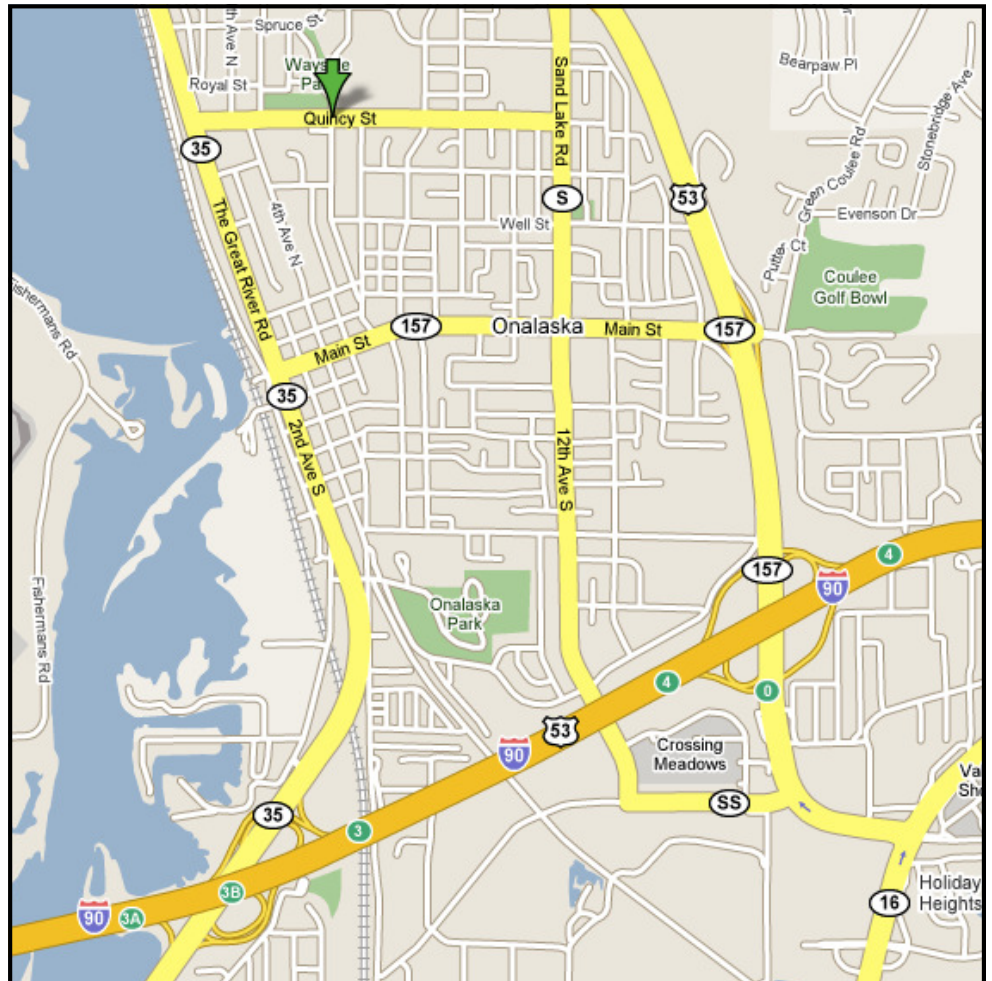 Spruce St
Wayside
Park
Royal St
Quincy St
35
The Great River Rd
4th Ave N
Sand Lake Rd
S
Well St
53
Bearpaw Pl
Stonebridge Ave
Green Coulee Rd
Evenson Dr
Putter Ct
Coulee
Golf Bowl
Fishermans Rd
157
Onalaska
Main St
157
Main St
35
2nd Ave S
12th Ave S
157
4
90
Onalaska
Park
Fishermans Rd
4
0
53
90
Crossing
Meadows
SS
35
3
3B
3A
90
16
Holiday
Heights